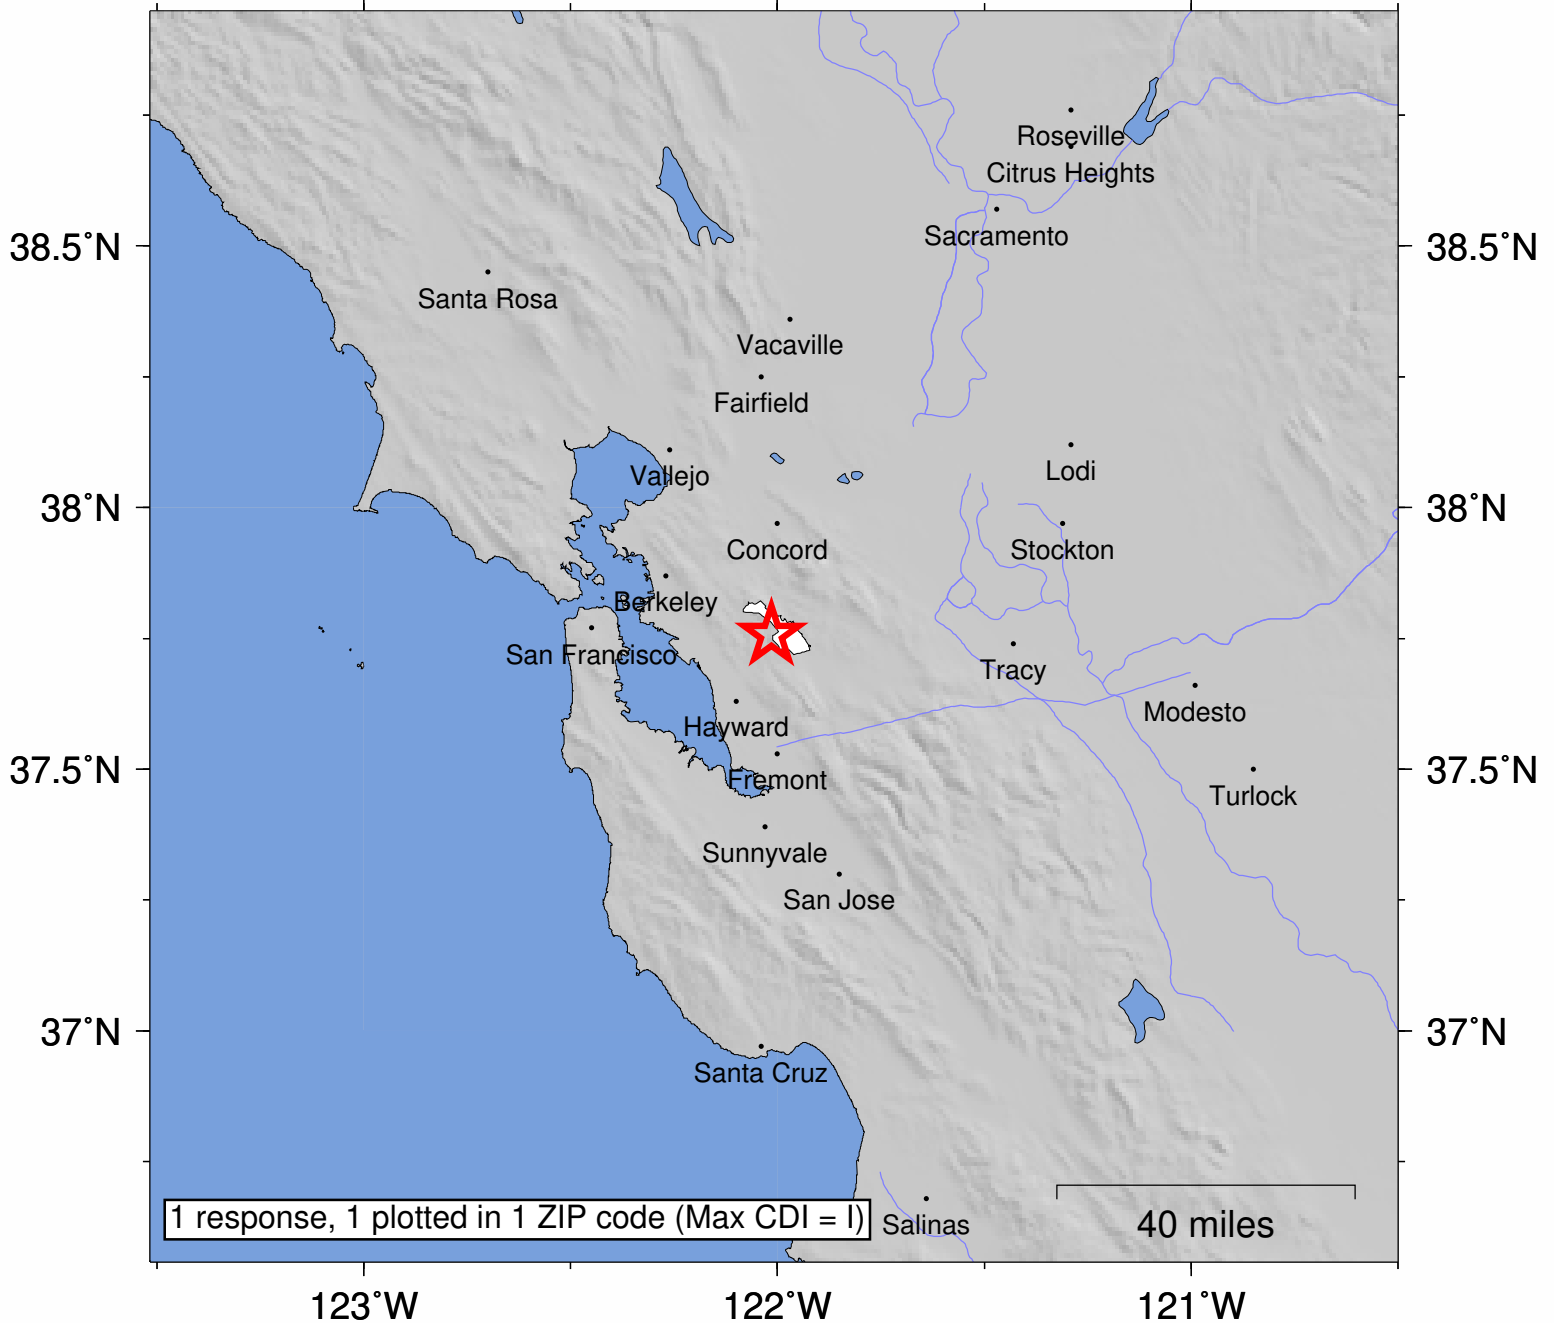 Roseville
Citrus Heights
38.5°N
Sacramento
38.5°N
Santa Rosa
Vacaville
Fairfield
Vallejo
Lodi
38°N
38°N
Concord
Stockton
Berkeley
San Francisco
Tracy
Hayward
Modesto
37.5°N
Fremont
37.5°N
Turlock
Sunnyvale
San Jose
37°N
37°N
Santa Cruz
1 response, 1 plotted in 1 ZIP code (Max CDI = I)
Salinas
40 miles
123°W
122°W
121°W